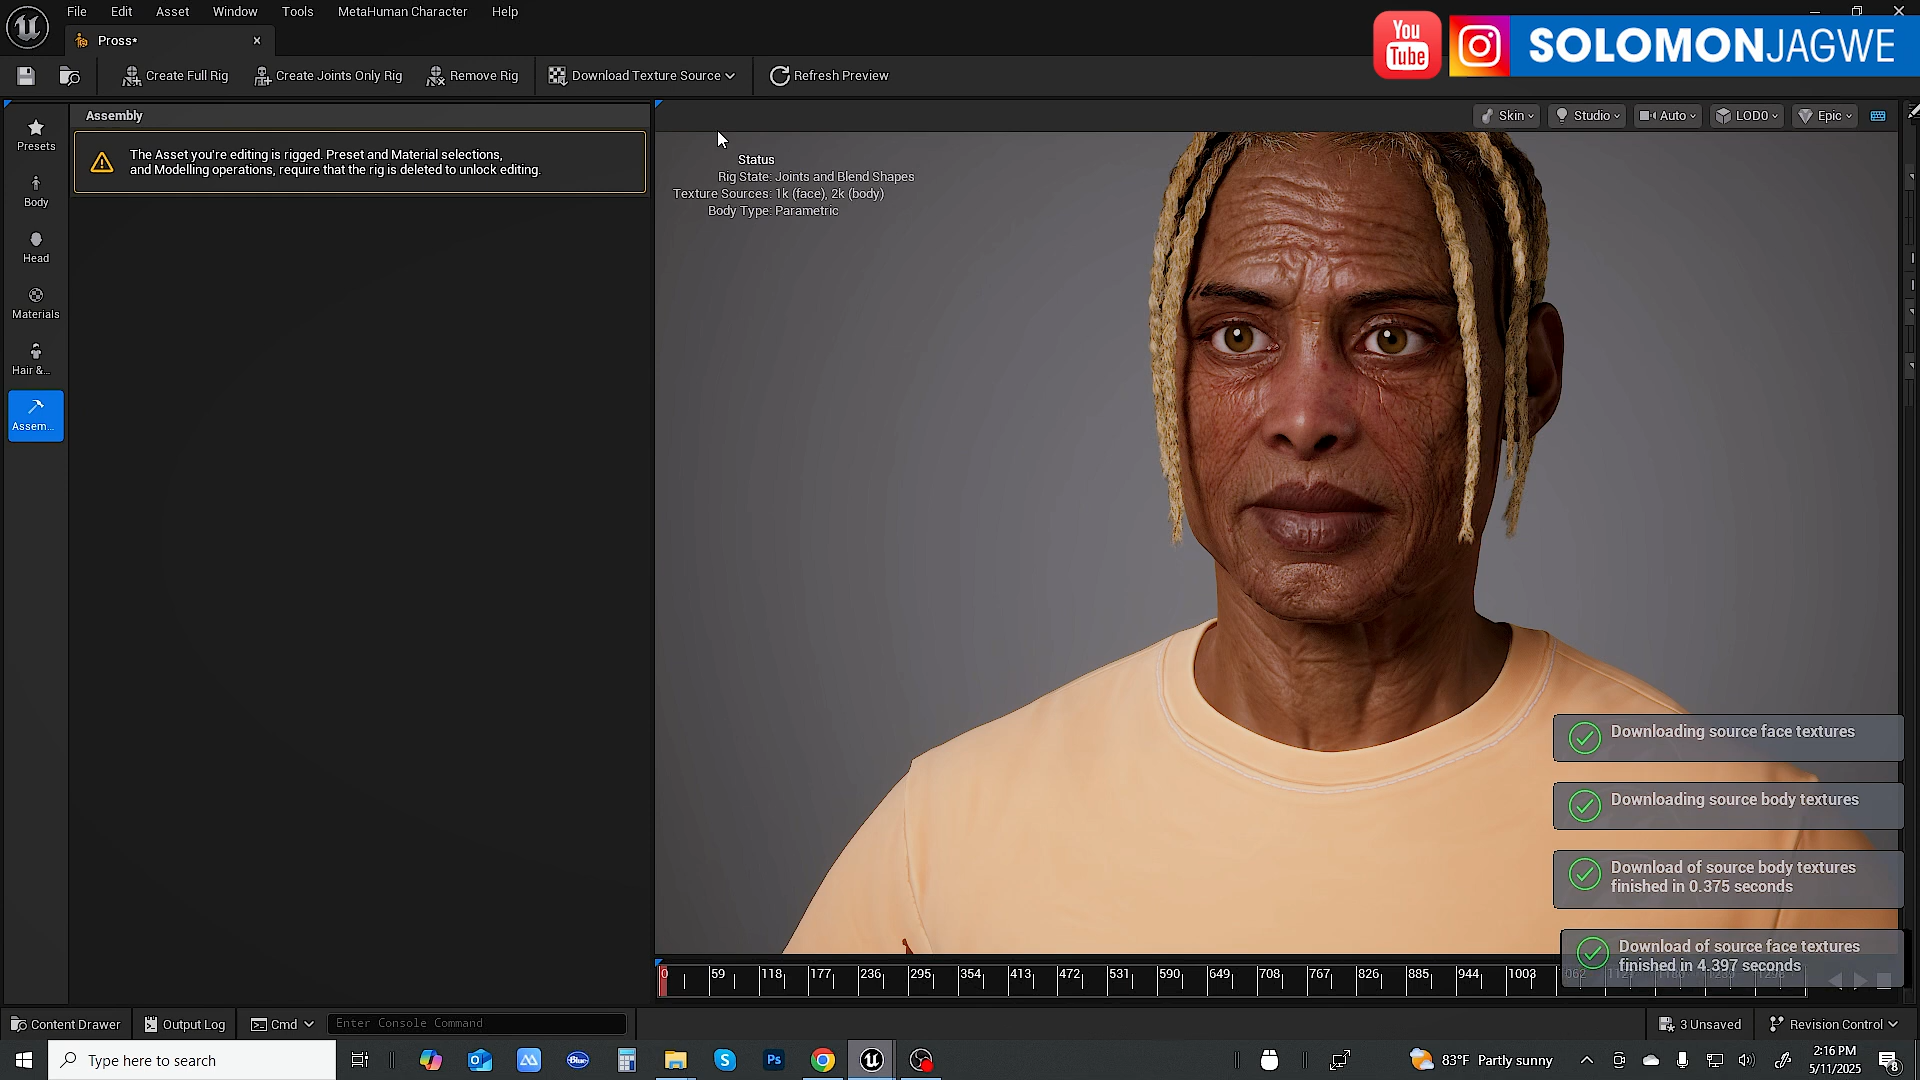 File Edit Asset Window Tools MetaHuman Character Help
Pross*
You Tube
SOLOMONJAGWE
Create Full Rig Create Joints Only Rig Remove Rig Download Texture Source Refresh Preview
Assembly
Skin Studio Auto LOD0 Epic
Presets
Body
Head
Materials
Hair &...
Assem...
The Asset you're editing is rigged. Preset and Material selections,
and Modelling operations, require that the rig is deleted to unlock editing.
Status
Rig State: Joints and Blend Shapes
Texture Sources: 1k (face), 2k (body)
Body Type: Parametric
Downloading source face textures
Downloading source body textures
Download of source body textures
finished in 0.375 seconds
Download of source face textures
finished in 4.397 seconds
0 59 118 177 236 295 354 413 472 531 590 649 708 767 826 885 944 1003
Content Drawer Output Log Cmd Enter Console Command 3 Unsaved Revision Control
Type here to search
Blue
Ps
83°F Partly sunny
2:16 PM
5/11/2025
8